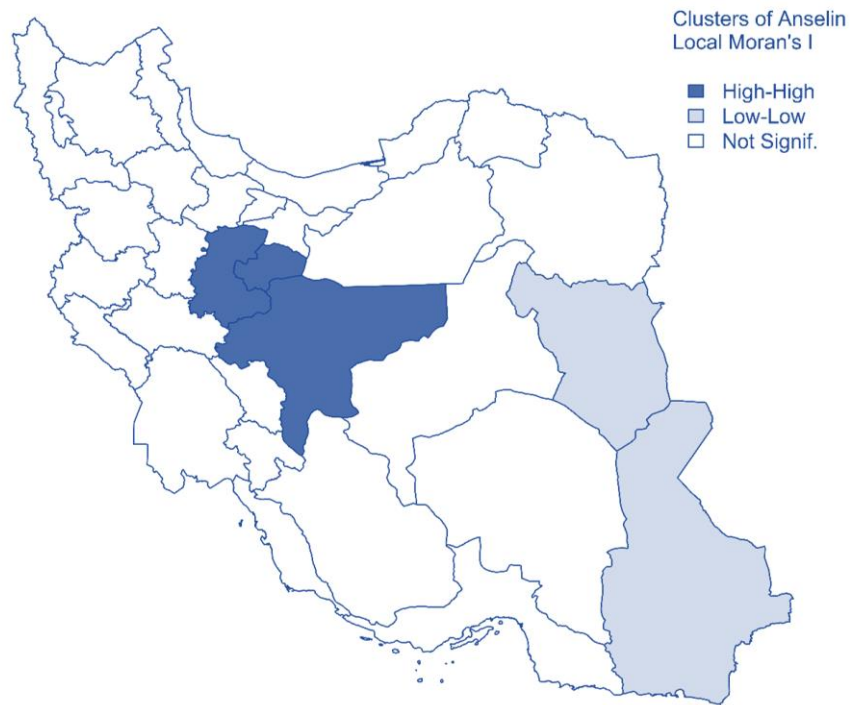 Clusters of Anselin
Local Moran's I
High-High
Low-Low
Not Signif.